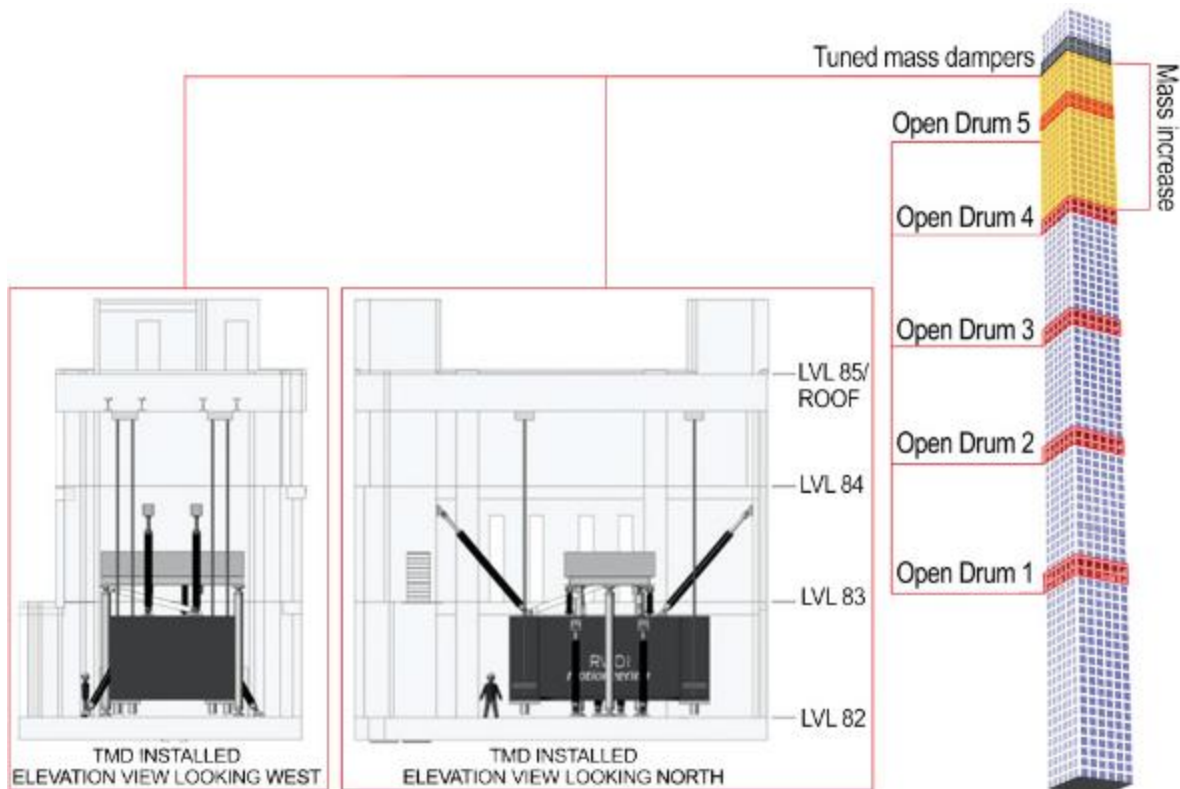 Tuned mass dampers
Mass increase
Open Drum 5
Open Drum 4
Open Drum 3
Open Drum 2
Open Drum 1
LVL 85/
ROOF
LVL 84
LVL 83
LVL 82
RWDI
TMD INSTALLED
ELEVATION VIEW LOOKING WEST
TMD INSTALLED
ELEVATION VIEW LOOKING NORTH